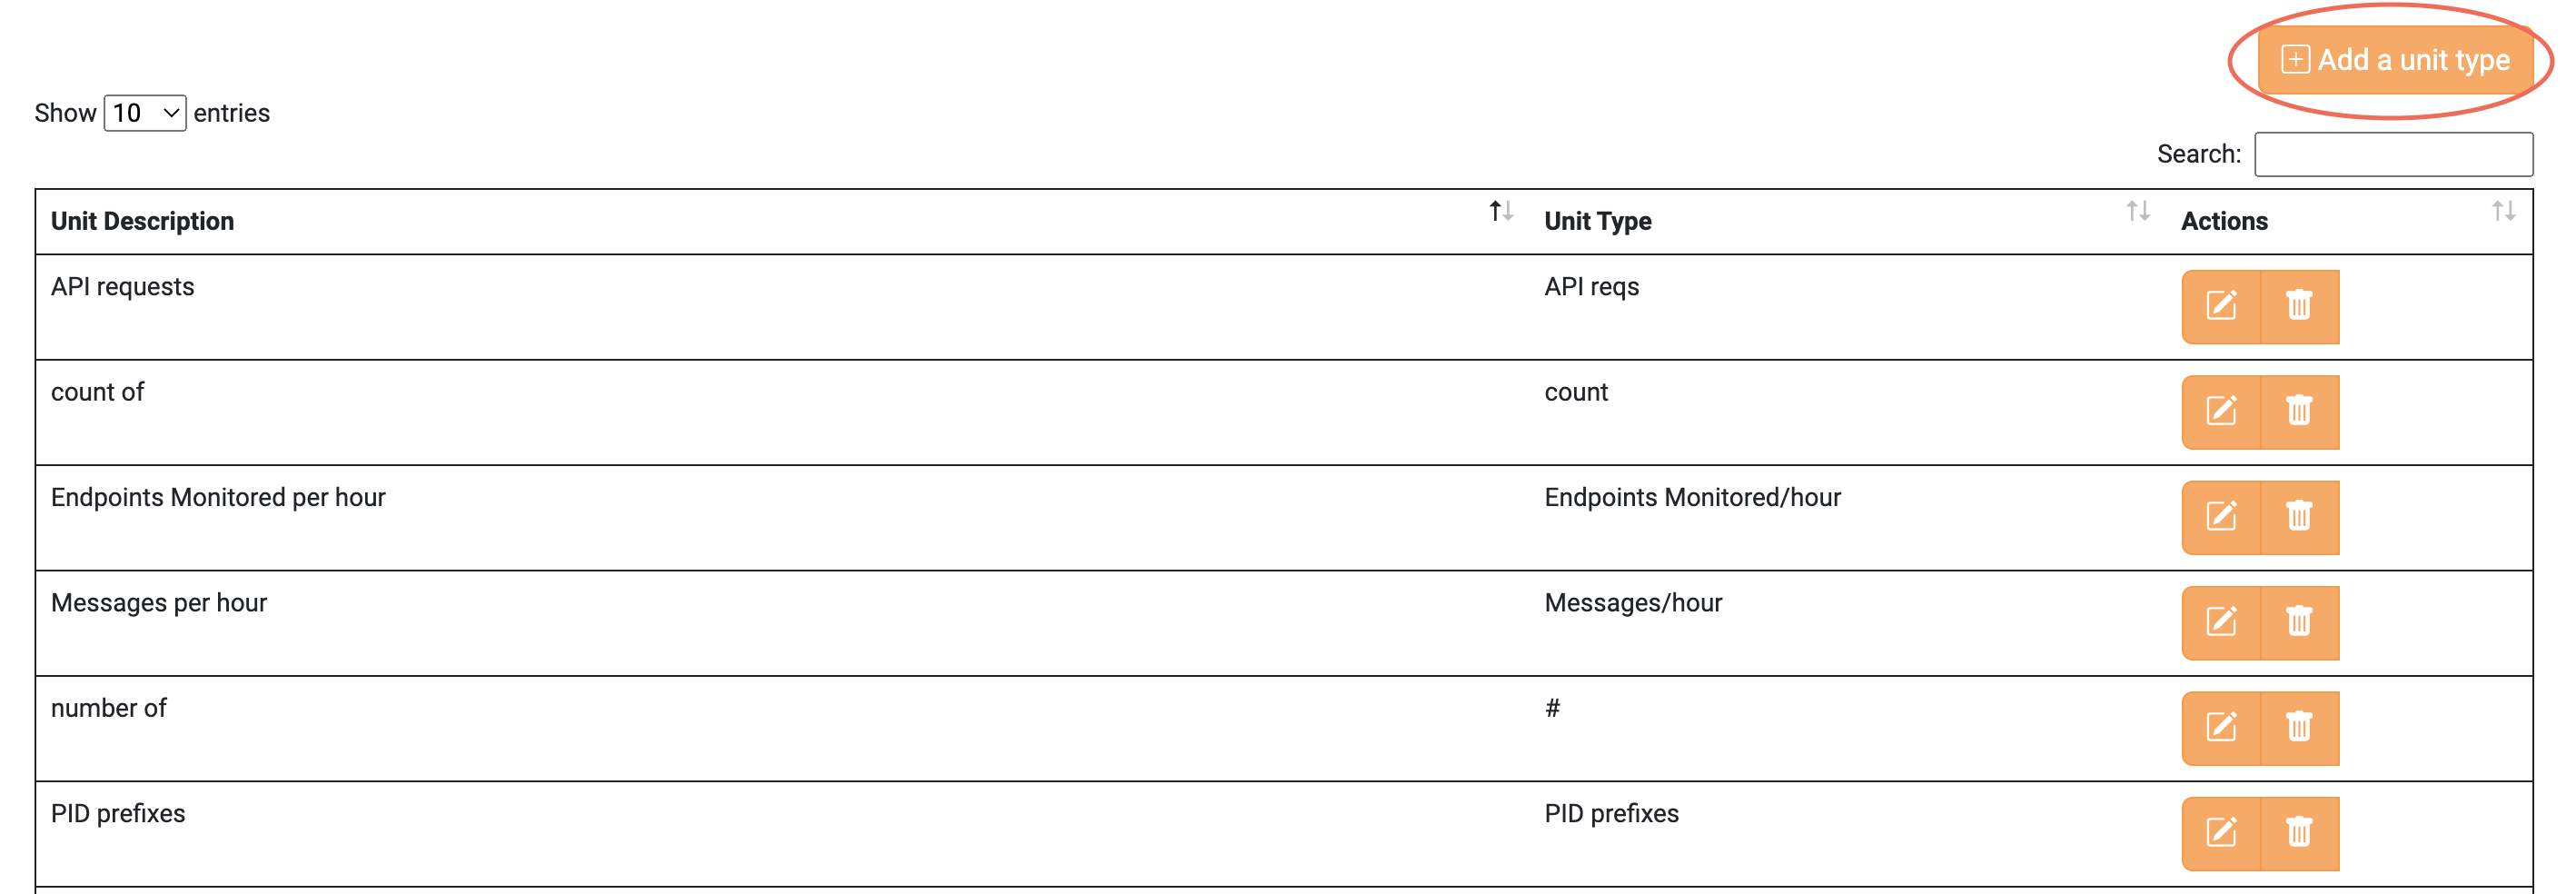 Add a unit type
Show 10 entries
Search:
Unit Description Unit Type Actions
API requests API reqs
count of count
Endpoints Monitored per hour Endpoints Monitored/hour
Messages per hour Messages/hour
number of #
PID prefixes PID prefixes